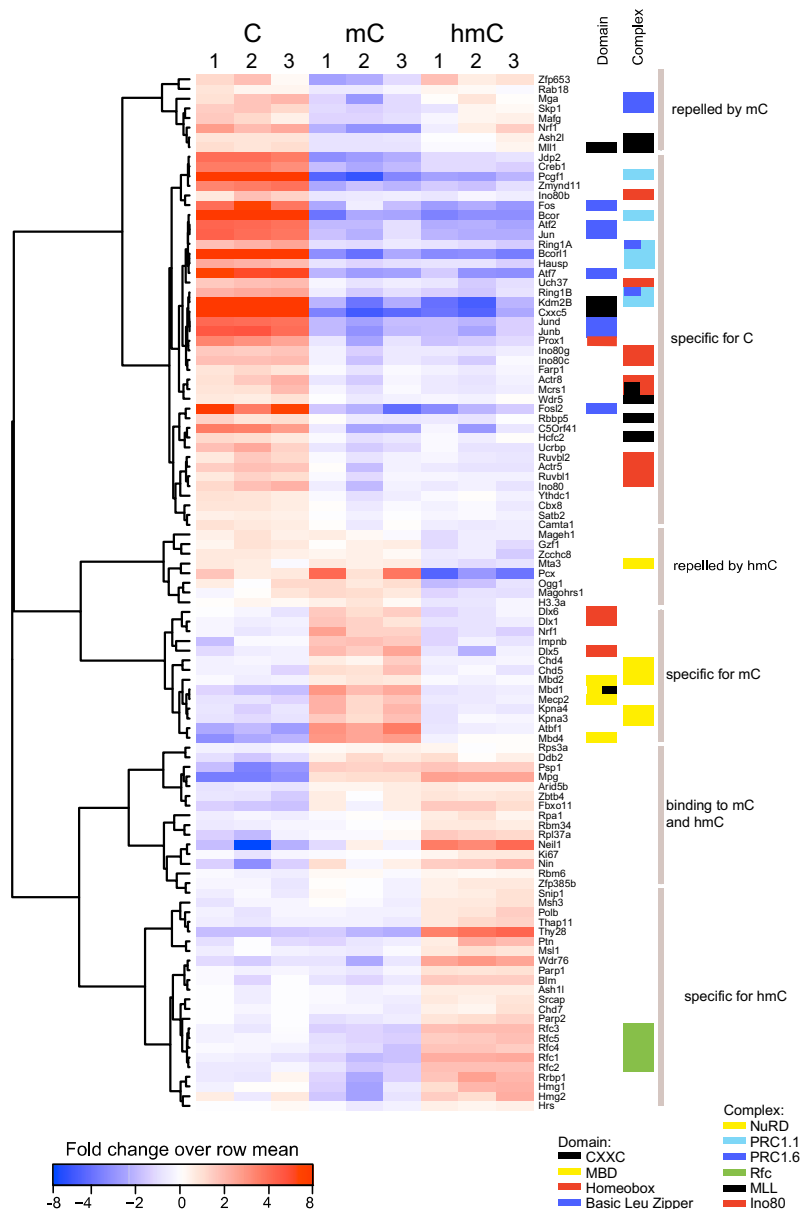 C mC hmC
1 2 3 1 2 3 1 2 3
Domain
Complex
Zfp653
Rab18
Mga
Skp1
Mafg
Nrf1
Ash2l
Mll1
repelled by mC
Jdp2
Creb1
Pcgf1
Zmynd11
Ino80b
Fos
Bcor
Atf2
Jun
Ring1A
Bcorl1
Hausp
Atf7
Uch37
Ring1B
Kdm2B
Cxxc5
Jund
Junb
Prox1
Ino80g
Ino80c
Farp1
Actr8
Mcrs1
Wdr5
Fosl2
Rbbp5
C5Orf41
Hcfc2
Ucrbp
Ruvbl2
Actr5
Ruvbl1
Ino80
Ythdc1
Cbx8
Satb2
Camta1
specific for C
Mageh1
Gzf1
Zcchc8
Mta3
Pcx
Ogg1
Magohrs1
H3.3a
repelled by hmC
Dlx6
Dlx1
Nrf1
Impnb
Dlx5
Chd4
Chd5
Mbd2
Mbd1
Mecp2
Kpna4
Kpna3
Atbf1
Mbd4
specific for mC
Rps3a
Ddb2
Psp1
Mpg
Arid5b
Zbtb4
Fbxo11
Rpa1
Rbm34
Rpl37a
Neil1
Ki67
Nin
Rbm6
Zfp385b
binding to mC
and hmC
Snip1
Msh3
Polb
Thap11
Thy28
Ptn
Msl1
Wdr76
Parp1
Blm
Ash1l
Srcap
Chd7
Parp2
Rfc3
Rfc5
Rfc4
Rfc1
Rfc2
Rrbp1
Hmg1
Hmg2
Hrs
specific for hmC
Fold change over row mean
-8 -4 -2 0 2 4 8
Domain:
CXXC
MBD
Homeobox
Basic Leu Zipper
Complex:
NuRD
PRC1.1
PRC1.6
Rfc
MLL
Ino80